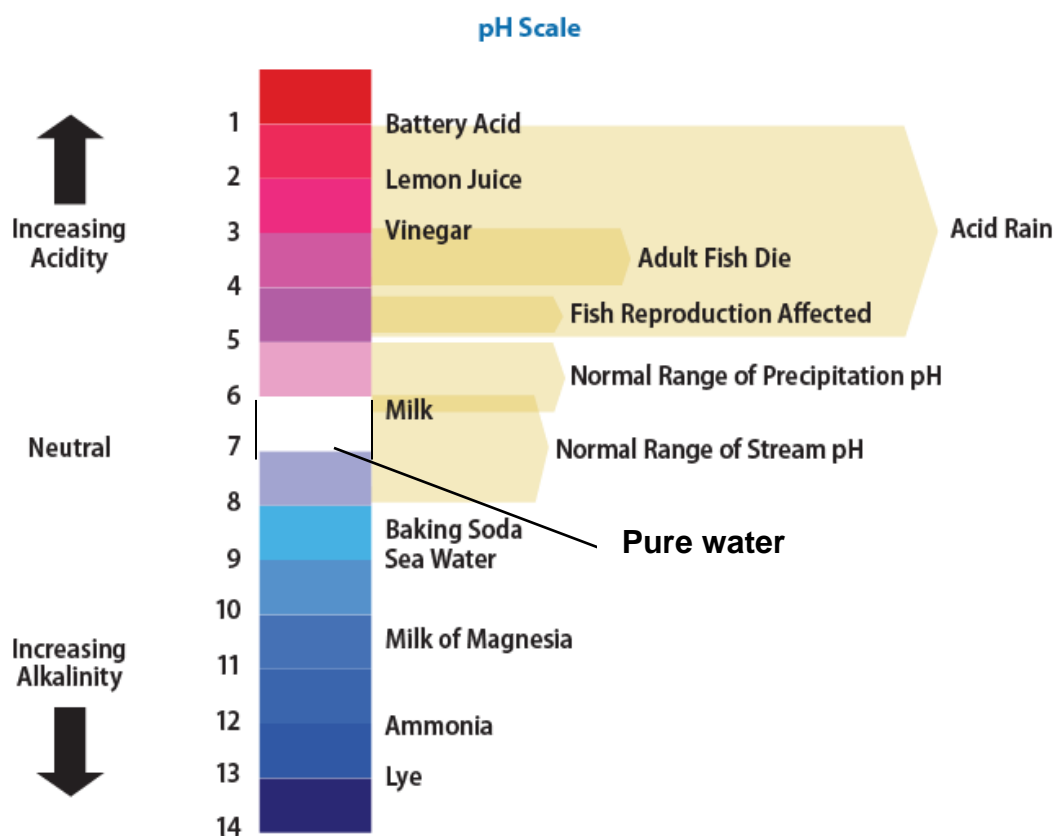 pH Scale
1
Battery Acid
2
Lemon Juice
Increasing
Acidity
3
Vinegar
Acid Rain
Adult Fish Die
4
Fish Reproduction Affected
5
Normal Range of Precipitation pH
6
Milk
Neutral
7
Normal Range of Stream pH
8
Baking Soda
Pure water
Sea Water
9
10
Milk of Magnesia
Increasing
Alkalinity
11
12
Ammonia
13
Lye
14